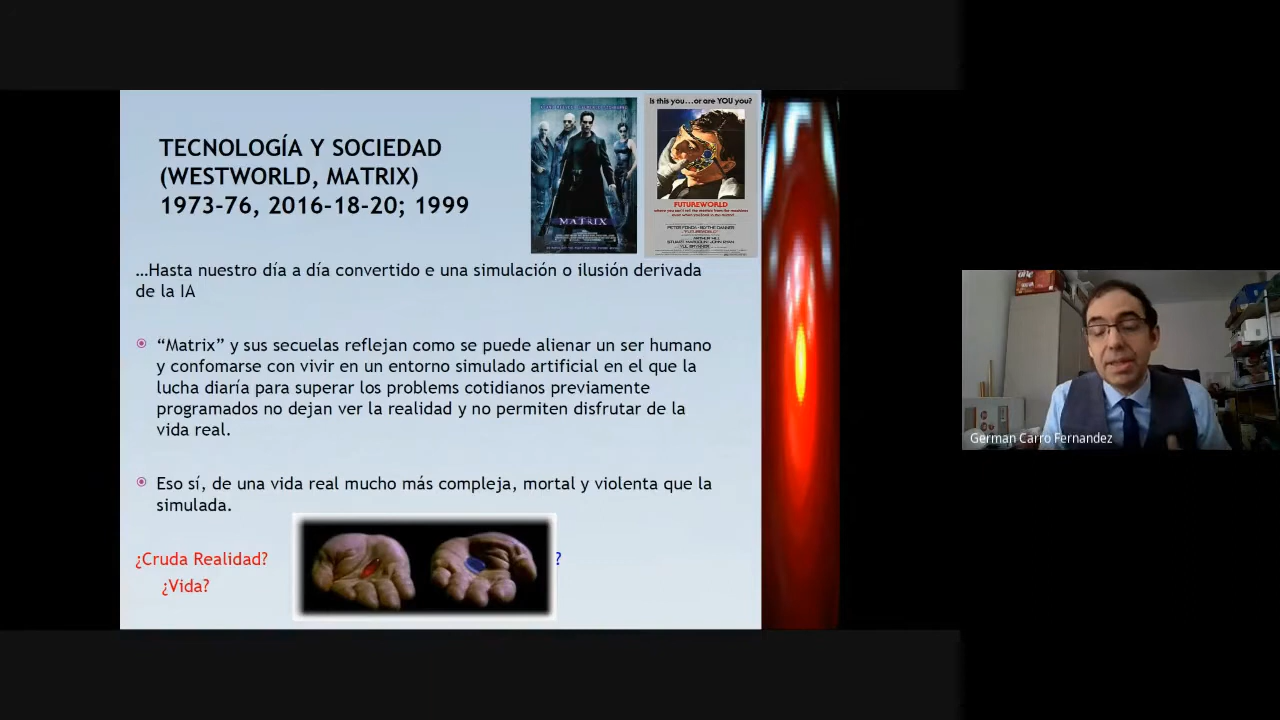 TECNOLOGÍA Y SOCIEDAD
(WESTWORLD, MATRIX)
1973-76, 2016-18-20; 1999
MATRIX
Is this you...or are YOU you?
FUTUREWORLD
…Hasta nuestro día a día convertido e una simulación o ilusión derivada
de la IA
“Matrix” y sus secuelas reflejan como se puede alienar un ser humano
y confomarse con vivir en un entorno simulado artificial en el que la
lucha diaría para superar los problems cotidianos previamente
programados no dejan ver la realidad y no permiten disfrutar de la
vida real.
Eso sí, de una vida real mucho más compleja, mortal y violenta que la
simulada.
¿Cruda Realidad?
?
¿Vida?
German Carro Fernandez